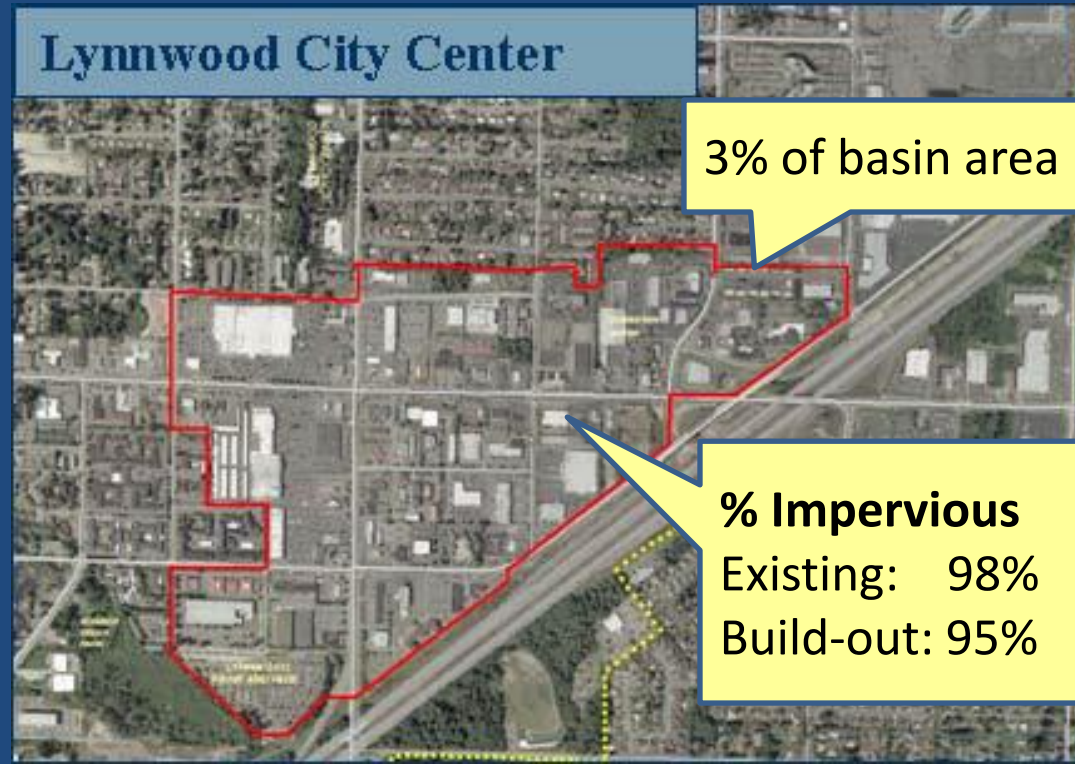 Lynnwood City Center
3% of basin area
% Impervious
Existing: 98%
Build-out: 95%